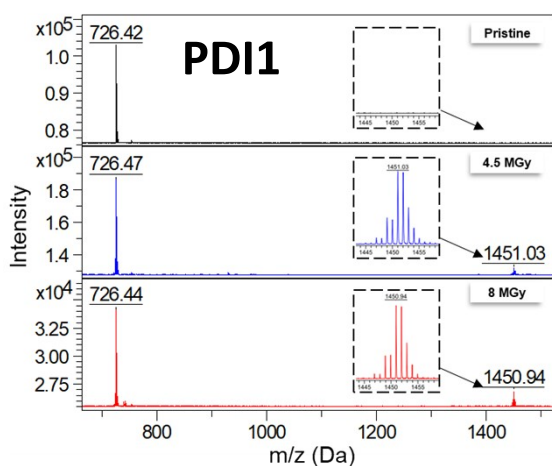 PDI1
x10⁵
726.42
Pristine
1.0
0.9
0.8
1445 1450 1455
x10⁵
726.47
4.5 MGy
1451.03
1.8
1.6
1.4
1445 1450 1455
1451.03
Intensity
x10⁴
726.44
8 MGy
1450.94
3.25
3.00
2.75
1445 1450 1455
1450.94
800 1000 1200 1400
m/z (Da)